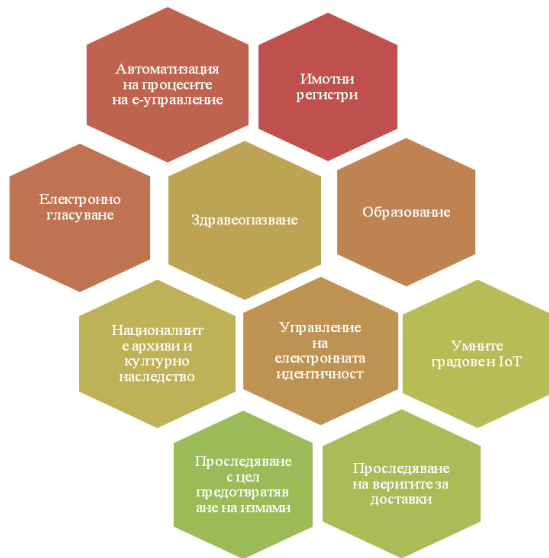 Автоматизация
на процесите
на е-управление
Имотни
регистри
Електронно
гласуване
Здравеопазване
Образование
Националнит
е архиви и
културно
наследство
Управление
на
електронната
идентичност
Умните
градове и IoT
Проследяване
с цел
предотвратяв
ане на измами
Проследяване
на веригите за
доставки